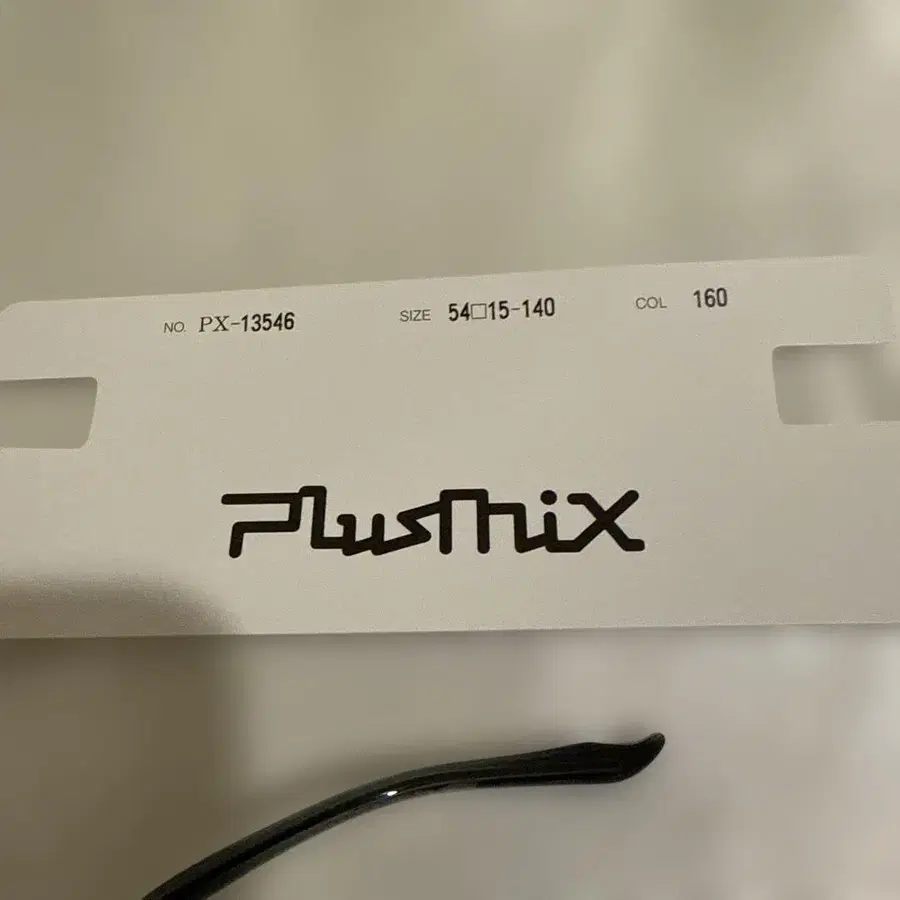 NO. PX-13546 SIZE 54□15-140 COL 160
PlusMix